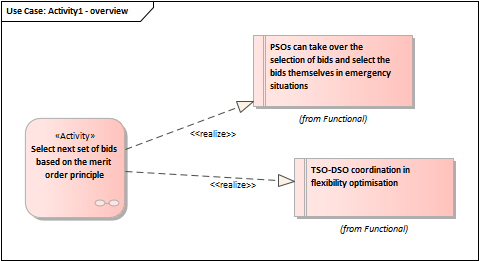 Use Case: Activity1 - overview
PSOs can take over the
selection of bids and select the
bids themselves in emergency
situations
(from Functional)
«Activity»
Select next set of bids
based on the merit
order principle
<<realize>>
<<realize>>
TSO-DSO coordination in
flexibility optimisation
(from Functional)